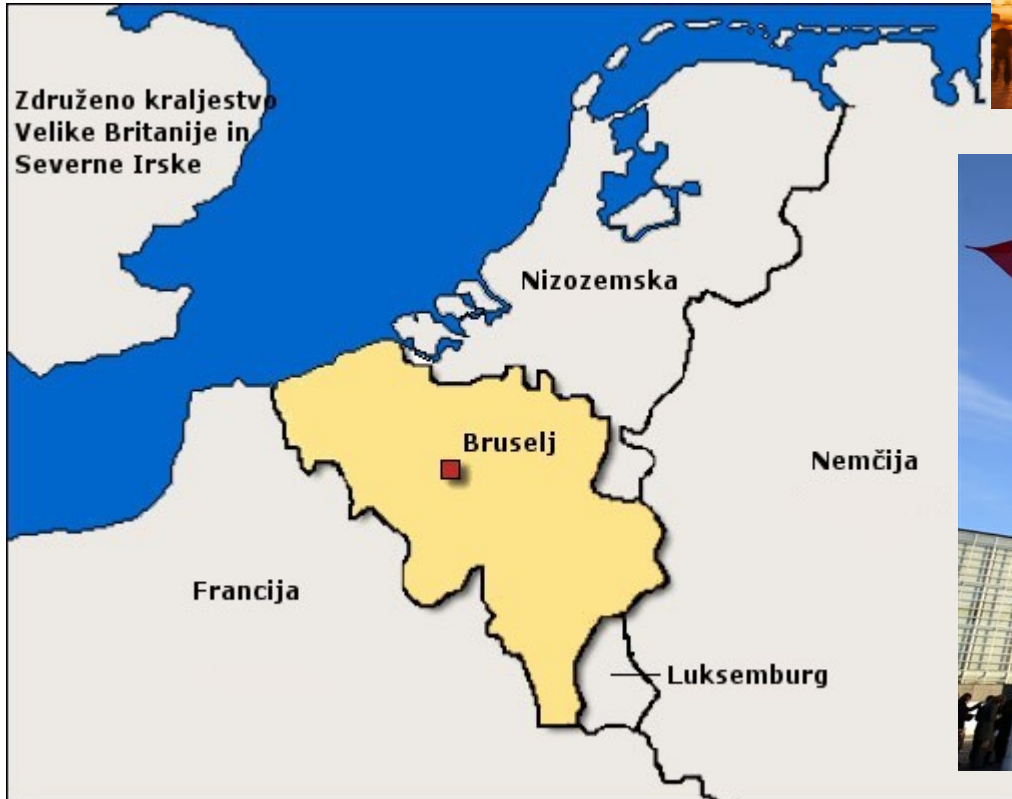 Združeno kraljestvo
Velike Britanije in
Severne Irske
Nizozemska
Bruselj
Nemčija
Francija
Luksemburg